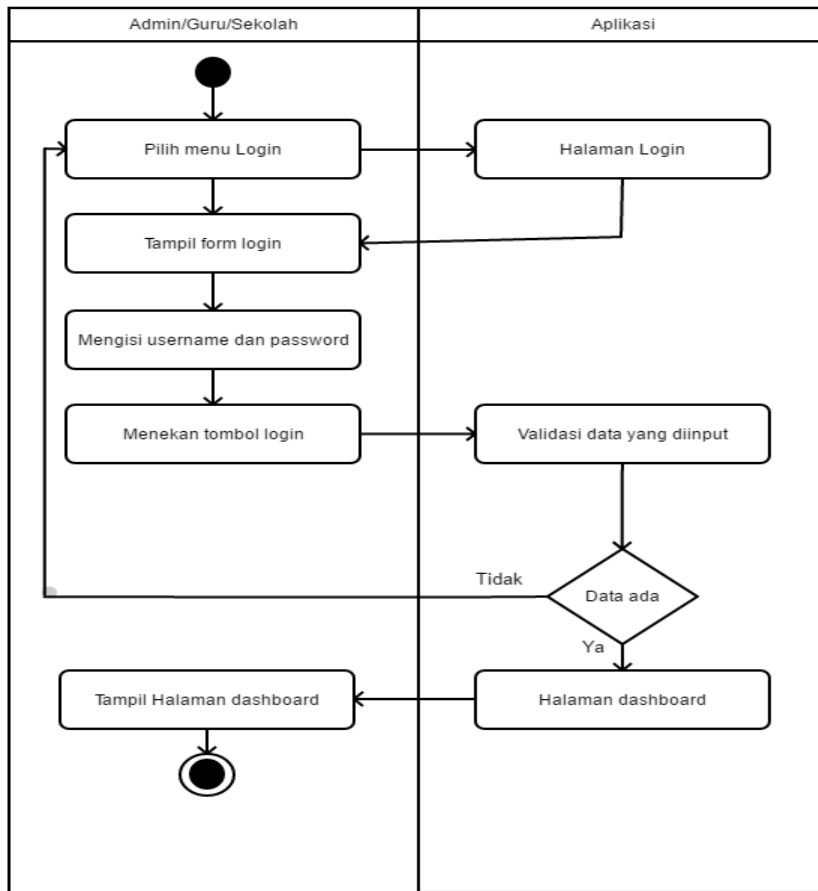 Admin/Guru/Sekolah
Aplikasi
Pilih menu Login
Halaman Login
Tampil form login
Mengisi username dan password
Menekan tombol login
Validasi data yang diinput
Tidak
Data ada
Ya
Tampil Halaman dashboard
Halaman dashboard